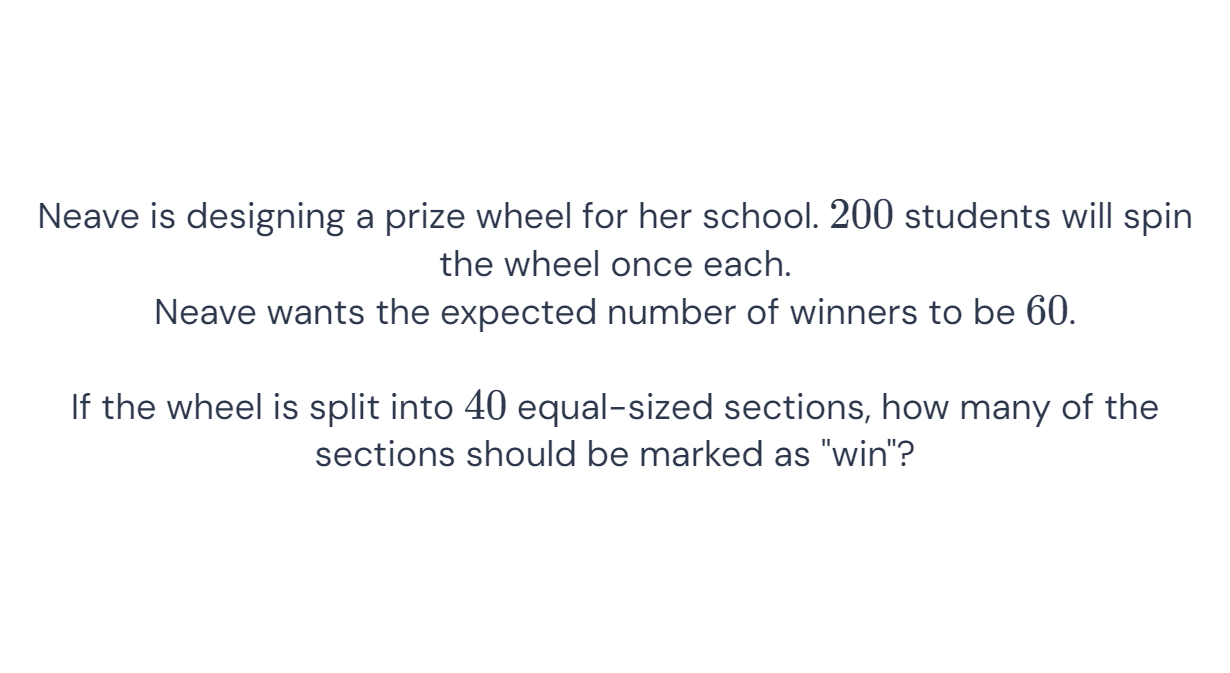 Neave is designing a prize wheel for her school. 200 students will spin
the wheel once each.
Neave wants the expected number of winners to be 60.
If the wheel is split into 40 equal-sized sections, how many of the
sections should be marked as "win"?